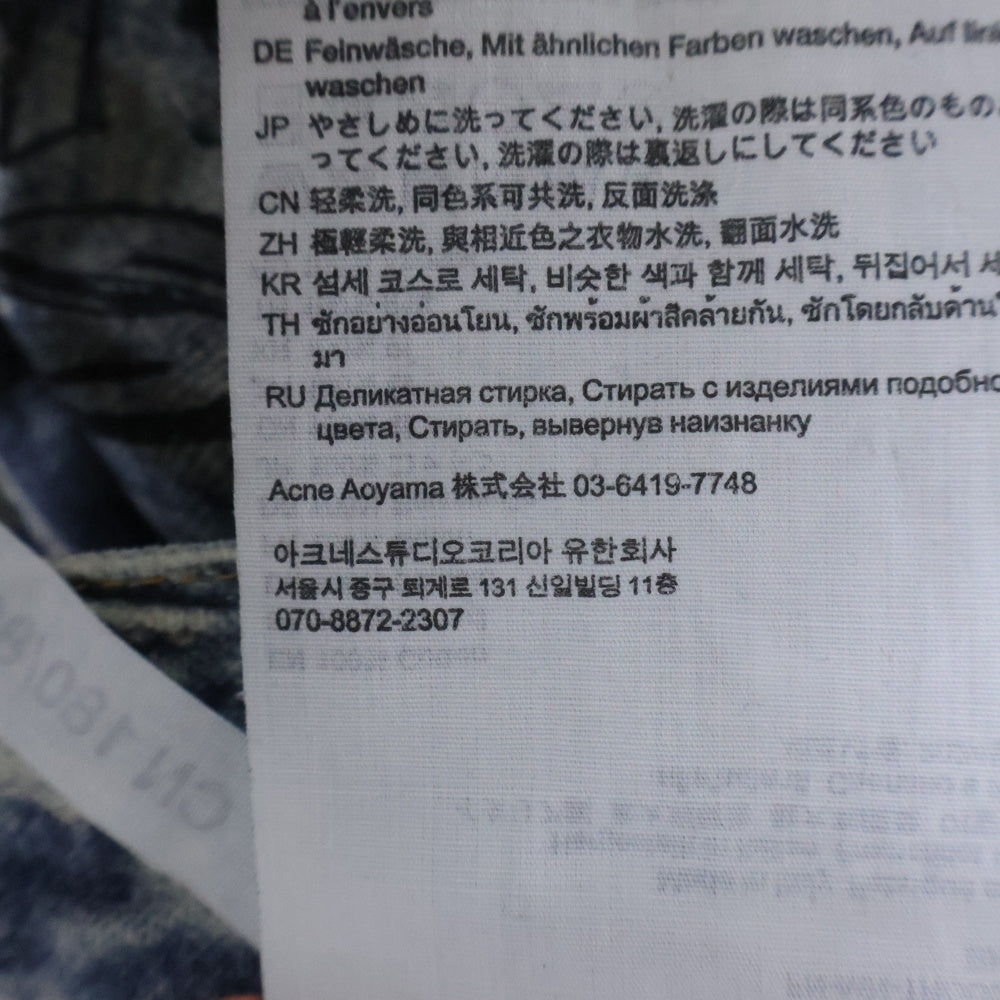 à l'envers
DE Feinwäsche, Mit ähnlichen Farben waschen, Auf
waschen
JP やさしめに洗ってください, 洗濯の際は同系色のもの
ってください, 洗濯の際は裏返しにしてください
CN 轻柔洗, 同色系可共洗, 反面洗涤
ZH 極輕柔洗, 與相近色之衣物水洗, 翻面水洗
KR 섬세 코스로 세탁, 비슷한 색과 함께 세탁, 뒤집어서
TH ซักอย่างอ่อนโยน, ซักพร้อมผ้าสีคล้ายกัน, ซักโดยกลับด้าน
มา
RU Деликатная стирка, Стирать с изделиями подобно
цвета, Стирать, вывернув наизнанку
Acne Aoyama 株式会社 03-6419-7748
아크네스튜디오코리아 유한회사
서울시 중구 퇴계로 131 신일빌딩 11층
070-8872-2307
CN 180/8